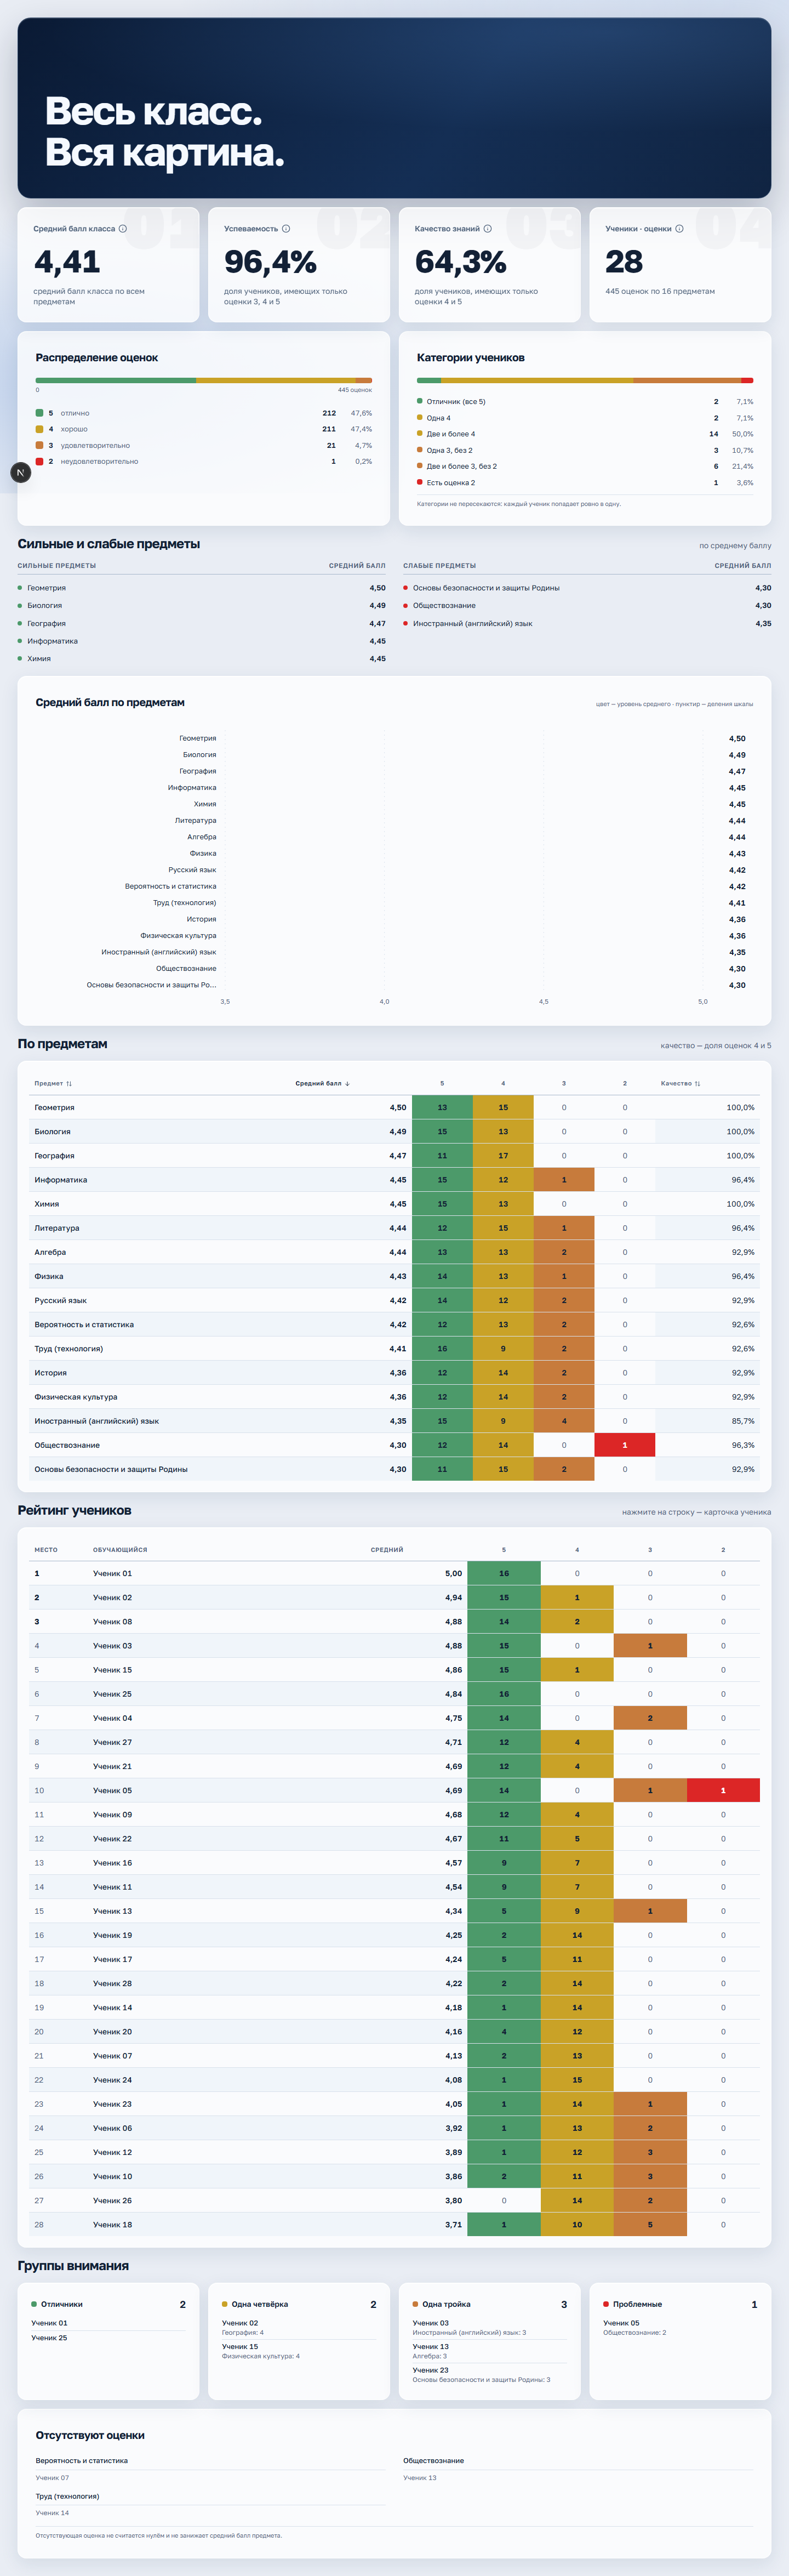 Весь класс.
Вся картина.
01
Средний балл класса
4,41
средний балл класса по всем
предметам
02
Успеваемость
96,4%
доля учеников, имеющих только
оценки 3, 4 и 5
03
Качество знаний
64,3%
доля учеников, имеющих только
оценки 4 и 5
04
Ученики · оценки
28
445 оценок по 16 предметам
Распределение оценок
0 445 оценок
5 отлично 212 47,6%
4 хорошо 211 47,4%
3 удовлетворительно 21 4,7%
2 неудовлетворительно 1 0,2%
N
Категории учеников
Отличник (все 5) 2 7,1%
Одна 4 2 7,1%
Две и более 4 14 50,0%
Одна 3, без 2 3 10,7%
Две и более 3, без 2 6 21,4%
Есть оценка 2 1 3,6%
Категории не пересекаются: каждый ученик попадает ровно в одну.
Сильные и слабые предметы по среднему баллу
СИЛЬНЫЕ ПРЕДМЕТЫ СРЕДНИЙ БАЛЛ
Геометрия 4,50
Биология 4,49
География 4,47
Информатика 4,45
Химия 4,45
СЛАБЫЕ ПРЕДМЕТЫ СРЕДНИЙ БАЛЛ
Основы безопасности и защиты Родины 4,30
Обществознание 4,30
Иностранный (английский) язык 4,35
Средний балл по предметам цвет — уровень среднего · пунктир — деления шкалы
Геометрия 4,50
Биология 4,49
География 4,47
Информатика 4,45
Химия 4,45
Литература 4,44
Алгебра 4,44
Физика 4,43
Русский язык 4,42
Вероятность и статистика 4,42
Труд (технология) 4,41
История 4,36
Физическая культура 4,36
Иностранный (английский) язык 4,35
Обществознание 4,30
Основы безопасности и защиты Ро... 4,30
3,5 4,0 4,5 5,0
По предметам качество — доля оценок 4 и 5
Предмет ↑↓ Средний балл ↓ 5 4 3 2 Качество ↑↓
Геометрия 4,50 13 15 0 0 100,0%
Биология 4,49 15 13 0 0 100,0%
География 4,47 11 17 0 0 100,0%
Информатика 4,45 15 12 1 0 96,4%
Химия 4,45 15 13 0 0 100,0%
Литература 4,44 12 15 1 0 96,4%
Алгебра 4,44 13 13 2 0 92,9%
Физика 4,43 14 13 1 0 96,4%
Русский язык 4,42 14 12 2 0 92,9%
Вероятность и статистика 4,42 12 13 2 0 92,6%
Труд (технология) 4,41 16 9 2 0 92,6%
История 4,36 12 14 2 0 92,9%
Физическая культура 4,36 12 14 2 0 92,9%
Иностранный (английский) язык 4,35 15 9 4 0 85,7%
Обществознание 4,30 12 14 0 1 96,3%
Основы безопасности и защиты Родины 4,30 11 15 2 0 92,9%
Рейтинг учеников нажмите на строку — карточка ученика
МЕСТО ОБУЧАЮЩИЙСЯ СРЕДНИЙ 5 4 3 2
1 Ученик 01 5,00 16 0 0 0
2 Ученик 02 4,94 15 1 0 0
3 Ученик 08 4,88 14 2 0 0
4 Ученик 03 4,88 15 0 1 0
5 Ученик 15 4,86 15 1 0 0
6 Ученик 25 4,84 16 0 0 0
7 Ученик 04 4,75 14 0 2 0
8 Ученик 27 4,71 12 4 0 0
9 Ученик 21 4,69 12 4 0 0
10 Ученик 05 4,69 14 0 1 1
11 Ученик 09 4,68 12 4 0 0
12 Ученик 22 4,67 11 5 0 0
13 Ученик 16 4,57 9 7 0 0
14 Ученик 11 4,54 9 7 0 0
15 Ученик 13 4,34 5 9 1 0
16 Ученик 19 4,25 2 14 0 0
17 Ученик 17 4,24 5 11 0 0
18 Ученик 28 4,22 2 14 0 0
19 Ученик 14 4,18 1 14 0 0
20 Ученик 20 4,16 4 12 0 0
21 Ученик 07 4,13 2 13 0 0
22 Ученик 24 4,08 1 15 0 0
23 Ученик 23 4,05 1 14 1 0
24 Ученик 06 3,92 1 13 2 0
25 Ученик 12 3,89 1 12 3 0
26 Ученик 10 3,86 2 11 3 0
27 Ученик 26 3,80 0 14 2 0
28 Ученик 18 3,71 1 10 5 0
Группы внимания
Отличники 2
Ученик 01
Ученик 25
Одна четвёрка 2
Ученик 02
География: 4
Ученик 15
Физическая культура: 4
Одна тройка 3
Ученик 03
Иностранный (английский) язык: 3
Ученик 13
Алгебра: 3
Ученик 23
Основы безопасности и защиты Родины: 3
Проблемные 1
Ученик 05
Обществознание: 2
Отсутствуют оценки
Вероятность и статистика
Ученик 07
Обществознание
Ученик 13
Труд (технология)
Ученик 14
Отсутствующая оценка не считается нулём и не занижает средний балл предмета.